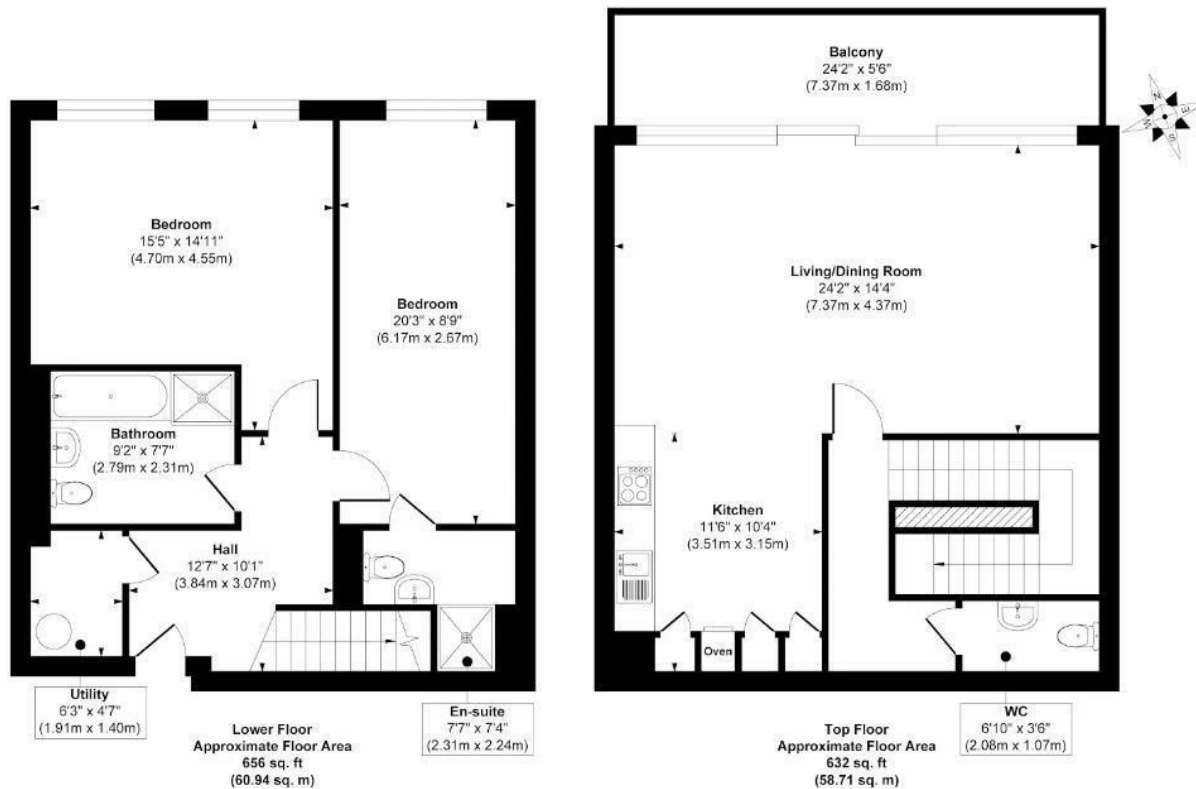 Bedroom
15'5" x 14'11"
(4.70m x 4.55m)
Bedroom
20'3" x 8'9"
(6.17m x 2.67m)
Bathroom
9'2" x 7'7"
(2.79m x 2.31m)
Hall
12'7" x 10'1"
(3.84m x 3.07m)
Utility
6'3" x 4'7"
(1.91m x 1.40m)
En-suite
7'7" x 7'4"
(2.31m x 2.24m)
Lower Floor
Approximate Floor Area
656 sq. ft
(60.94 sq. m)
Balcony
24'2" x 5'6"
(7.37m x 1.68m)
N
E
S
W
Living/Dining Room
24'2" x 14'4"
(7.37m x 4.37m)
Kitchen
11'6" x 10'4"
(3.51m x 3.15m)
Oven
WC
6'10" x 3'6"
(2.08m x 1.07m)
Top Floor
Approximate Floor Area
632 sq. ft
(58.71 sq. m)